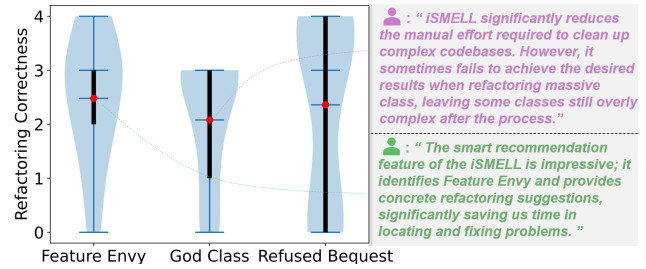 Refactoring Correctness
4
3
2
1
0
Feature Envy
God Class
Refused Bequest
: “ iSMELL significantly reduces
the manual effort required to clean up
complex codebases. However, it
sometimes fails to achieve the desired
results when refactoring massive
class, leaving some classes still overly
complex after the process.”
: “ The smart recommendation
feature of the iSMELL is impressive; it
identifies Feature Envy and provides
concrete refactoring suggestions,
significantly saving us time in
locating and fixing problems. ”